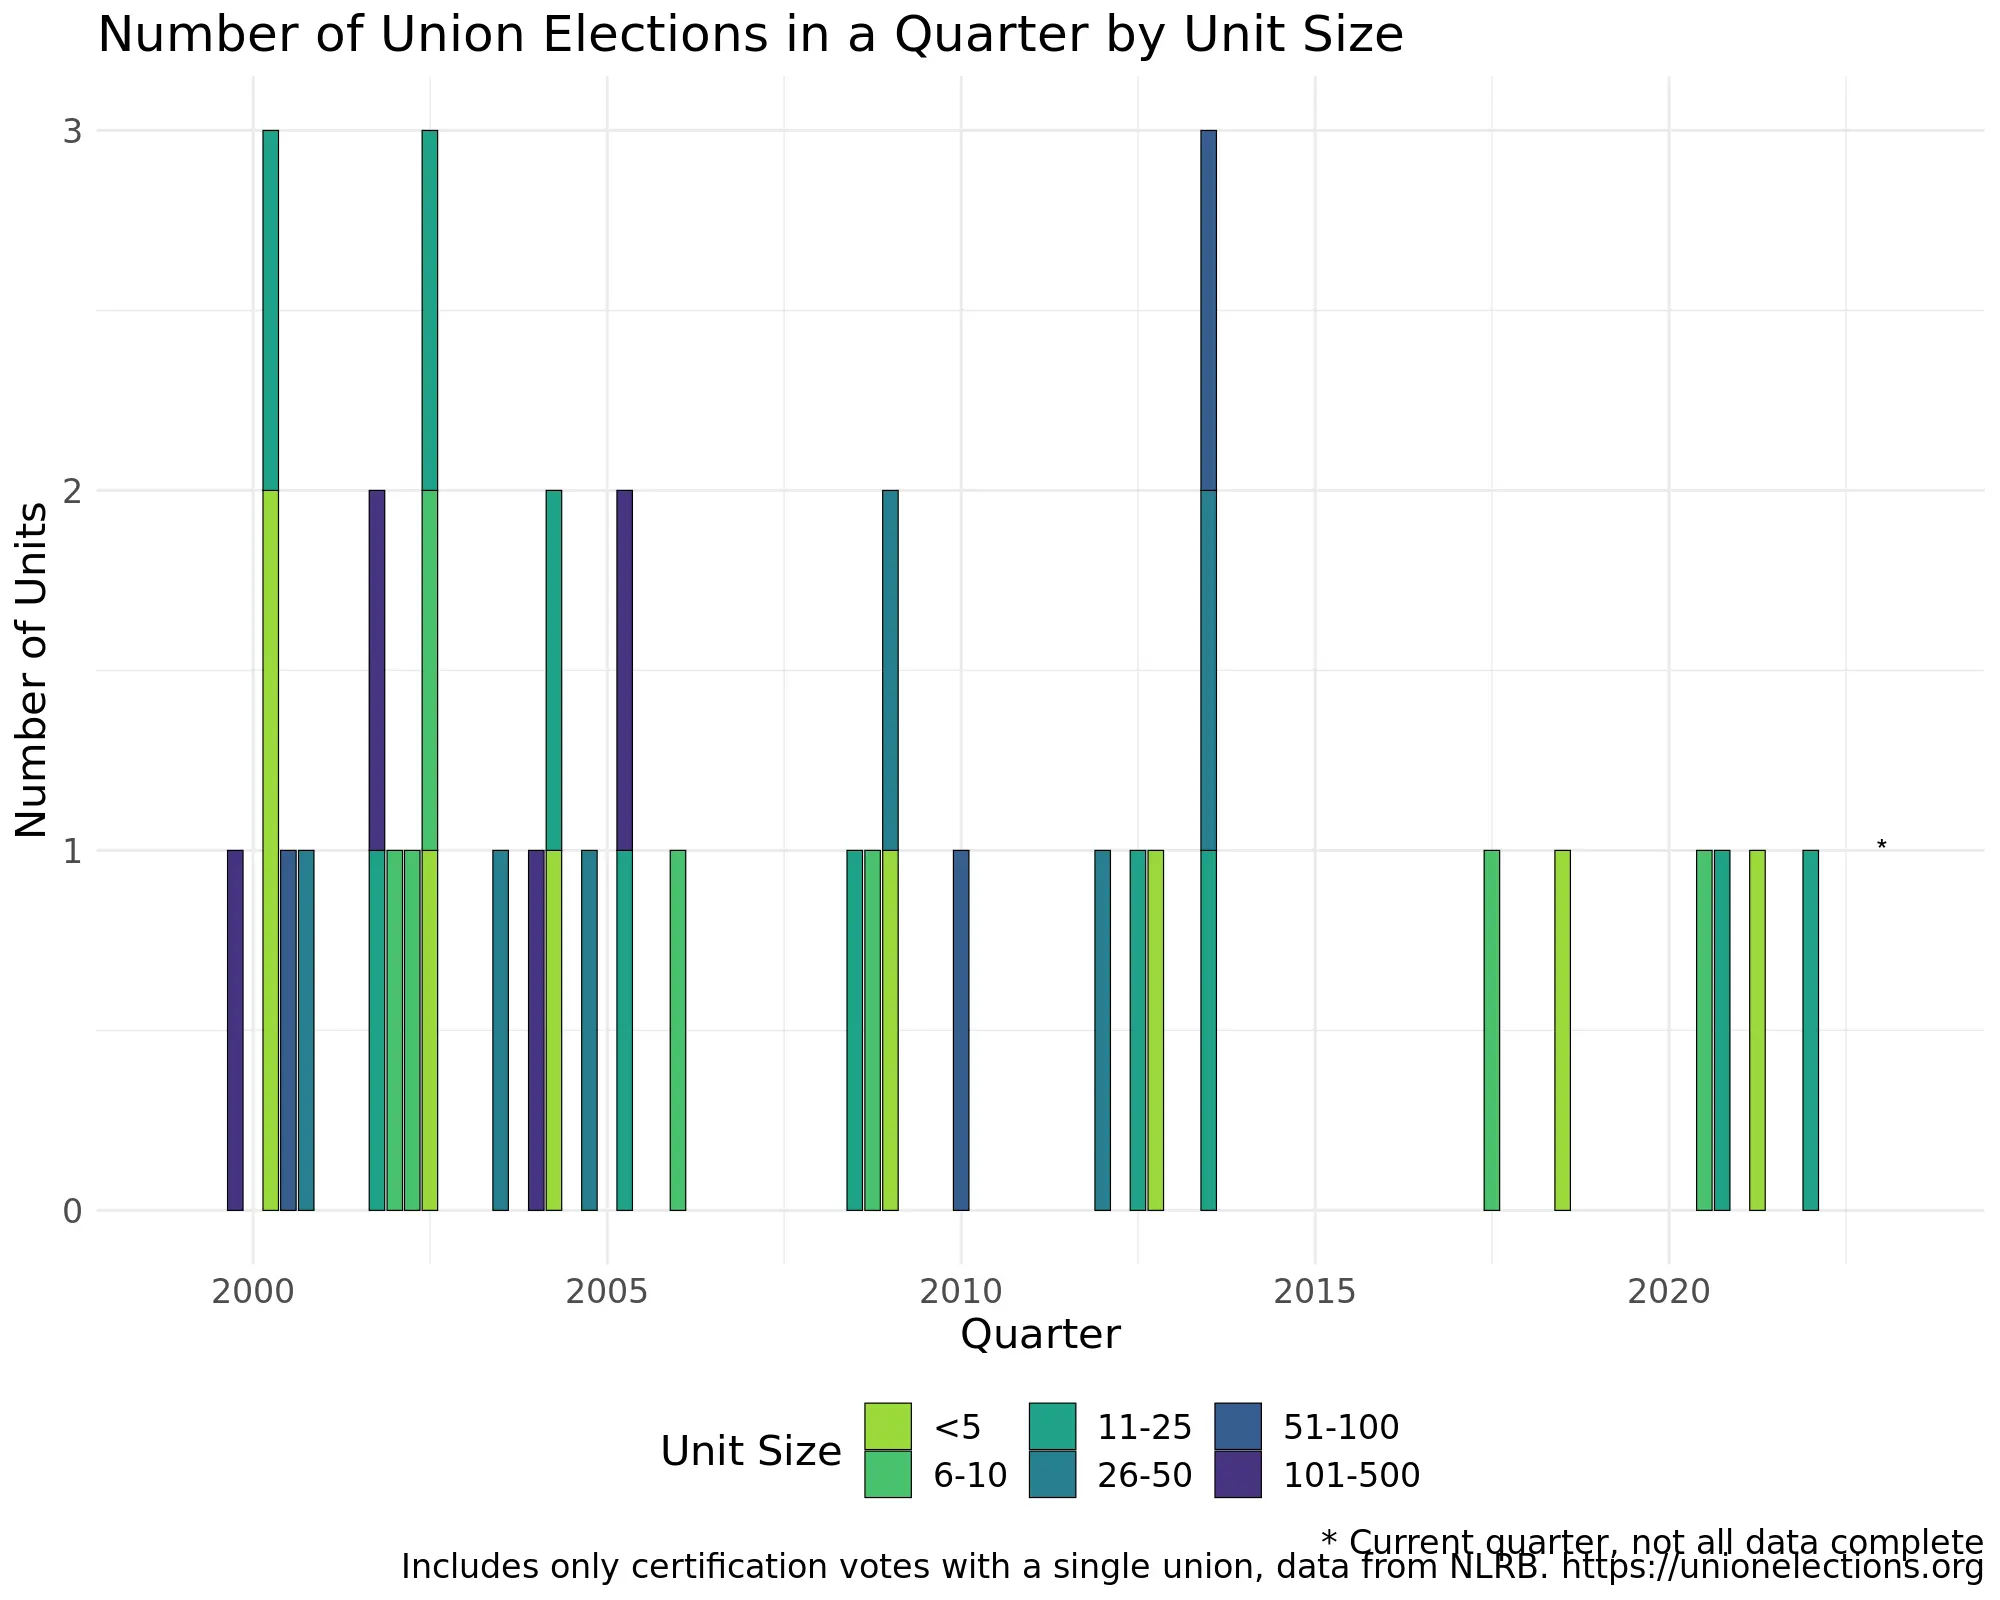 Number of Union Elections in a Quarter by Unit Size
Number of Units
3
2
1
0
*
2000 2005 2010 2015 2020
Quarter
Unit Size
<5 11-25 51-100
6-10 26-50 101-500
* Current quarter, not all data complete
Includes only certification votes with a single union, data from NLRB. https://unionelections.org